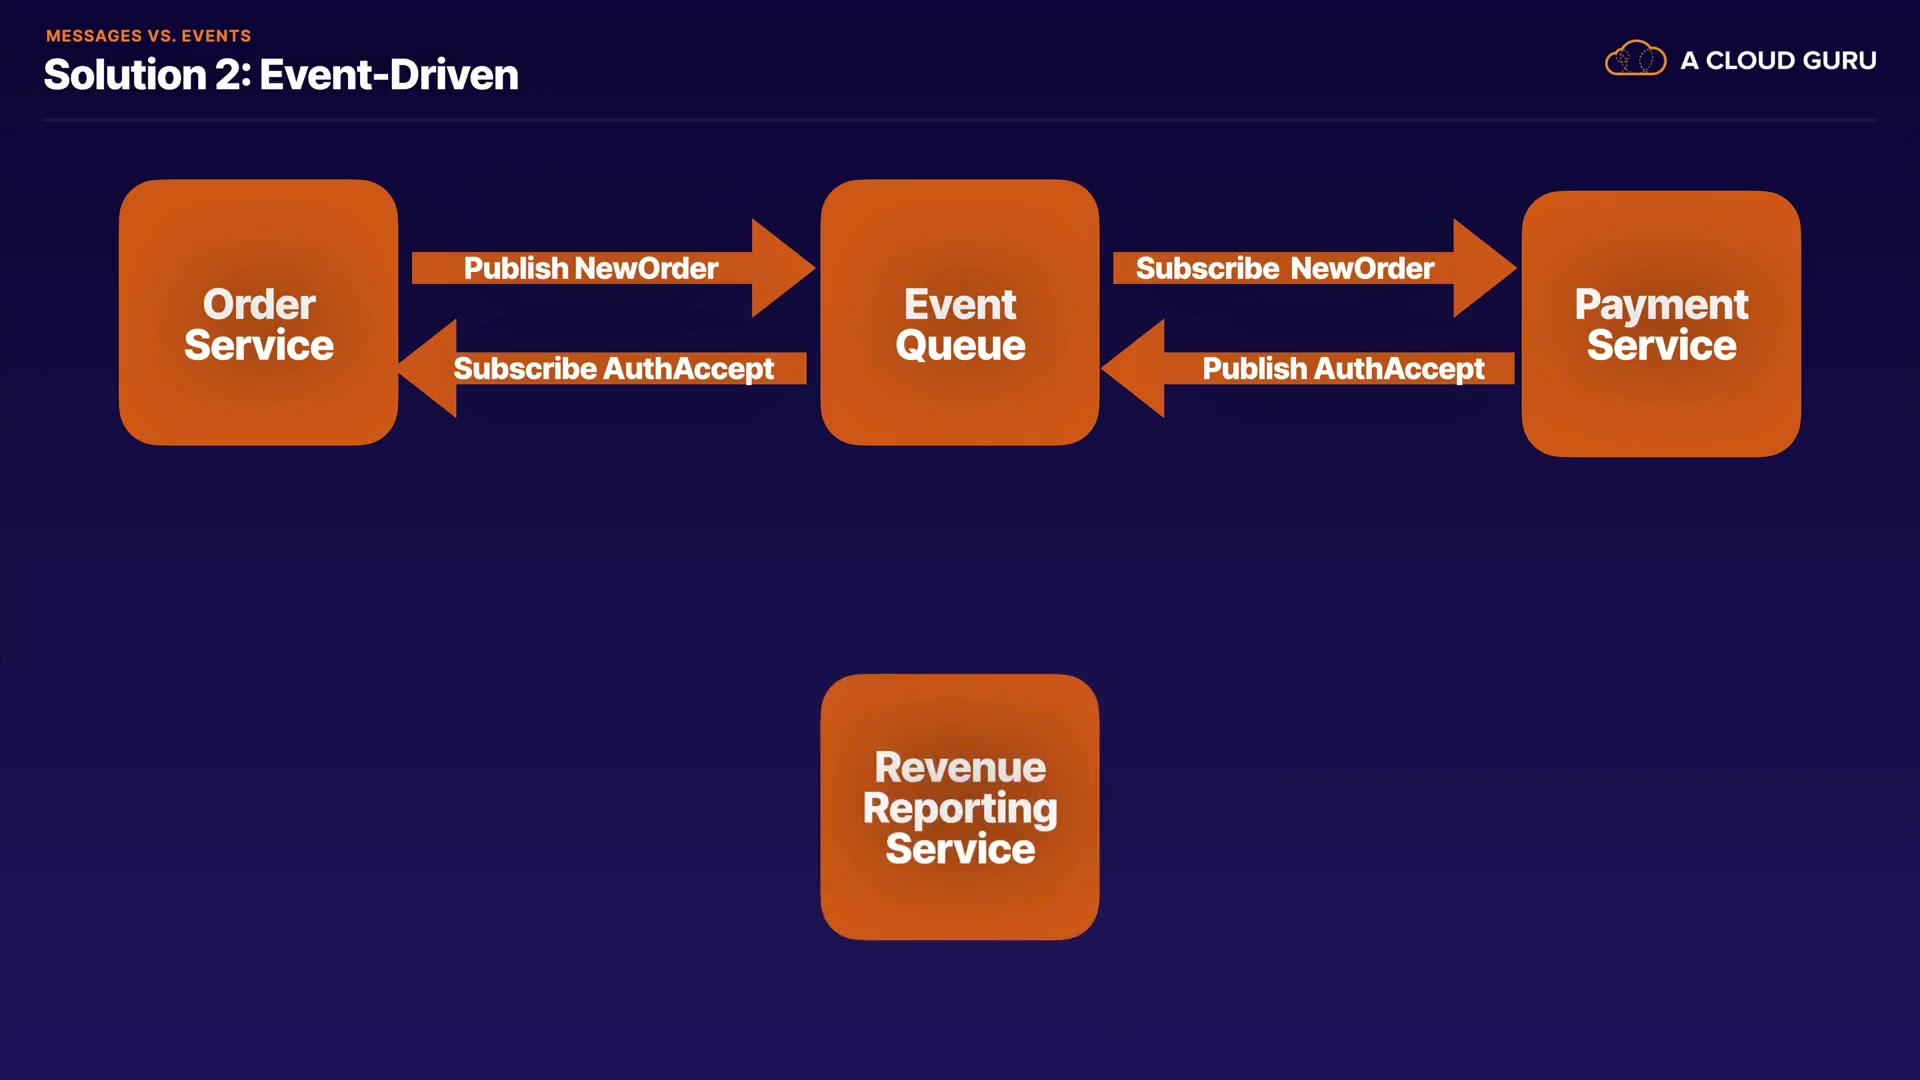 MESSAGES VS. EVENTS
Solution 2: Event-Driven
A CLOUD GURU
Order
Service
Publish NewOrder
Subscribe AuthAccept
Event
Queue
Subscribe NewOrder
Publish AuthAccept
Payment
Service
Revenue
Reporting
Service